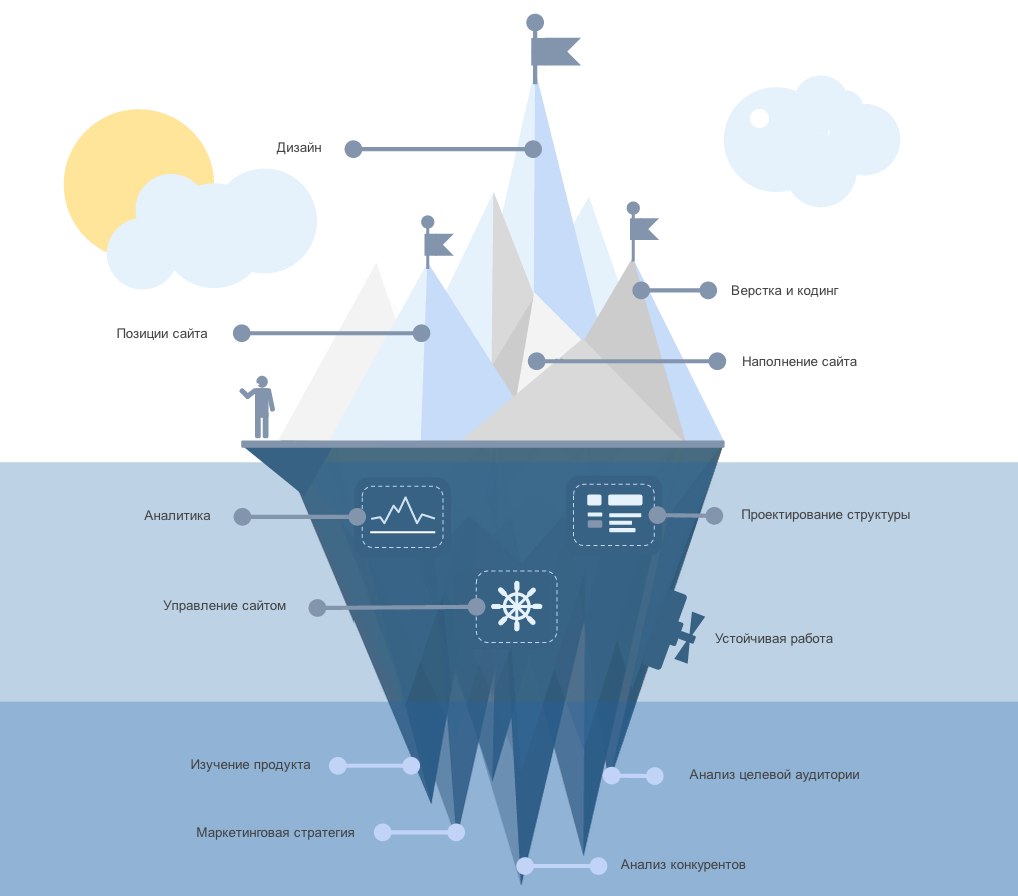 Дизайн
Верстка и кодинг
Позиции сайта
Наполнение сайта
Аналитика
Проектирование структуры
Управление сайтом
Устойчивая работа
Изучение продукта
Анализ целевой аудитории
Маркетинговая стратегия
Анализ конкурентов